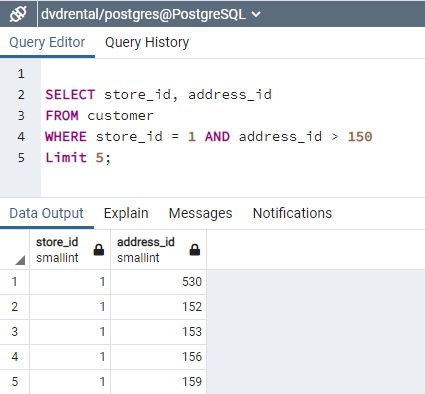 dvdrental/postgres@PostgreSQL
Query Editor Query History
1
2 SELECT store_id, address_id
3 FROM customer
4 WHERE store_id = 1 AND address_id > 150
5 Limit 5;
Data Output Explain Messages Notifications
store_id address_id
smallint smallint
1 1 530
2 1 152
3 1 153
4 1 156
5 1 159